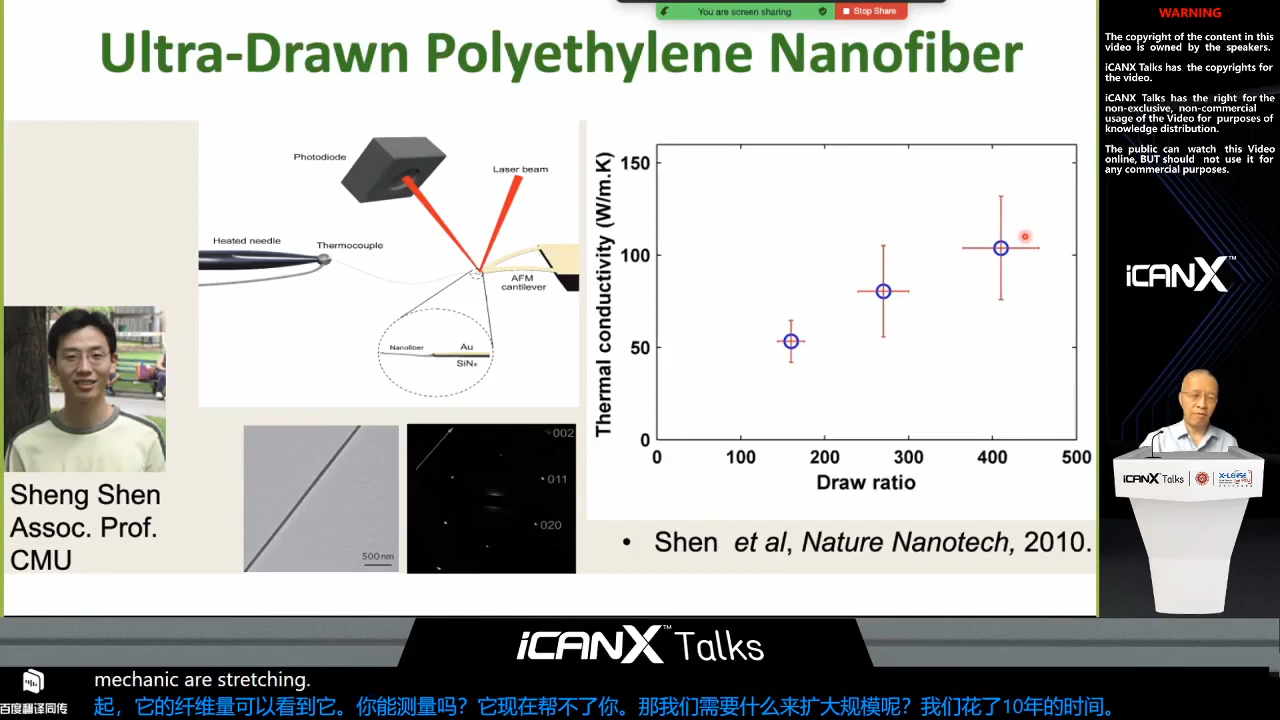 You are screen sharing
Stop Share
Ultra-Drawn Polyethylene Nanofiber
Photodiode
Laser beam
Heated needle
Thermocouple
AFM
cantilever
Nanofiber
Au
SiNx
500 nm
002
011
020
Sheng Shen
Assoc. Prof.
CMU
Thermal conductivity (W/m.K)
150
100
50
0
0 100 200 300 400 500
Draw ratio
• Shen et al, Nature Nanotech, 2010.
WARNING
The copyright of the content in this
video is owned by the speakers.
iCANX Talks has the copyrights for
the video.
iCANX Talks has the right for the
non-exclusive, non-commercial
usage of the Video for purposes of
knowledge distribution.
The public can watch this Video
online, BUT should not use it for
any commercial purposes.
iCANX™
iCANX Talks
X-LENSE
iCANX™ Talks
百度翻译同传
mechanic are stretching.
起，它的纤维量可以看到它。你能测量吗？它现在帮不了你。那我们需要什么来扩大规模呢？我们花了10年的时间。